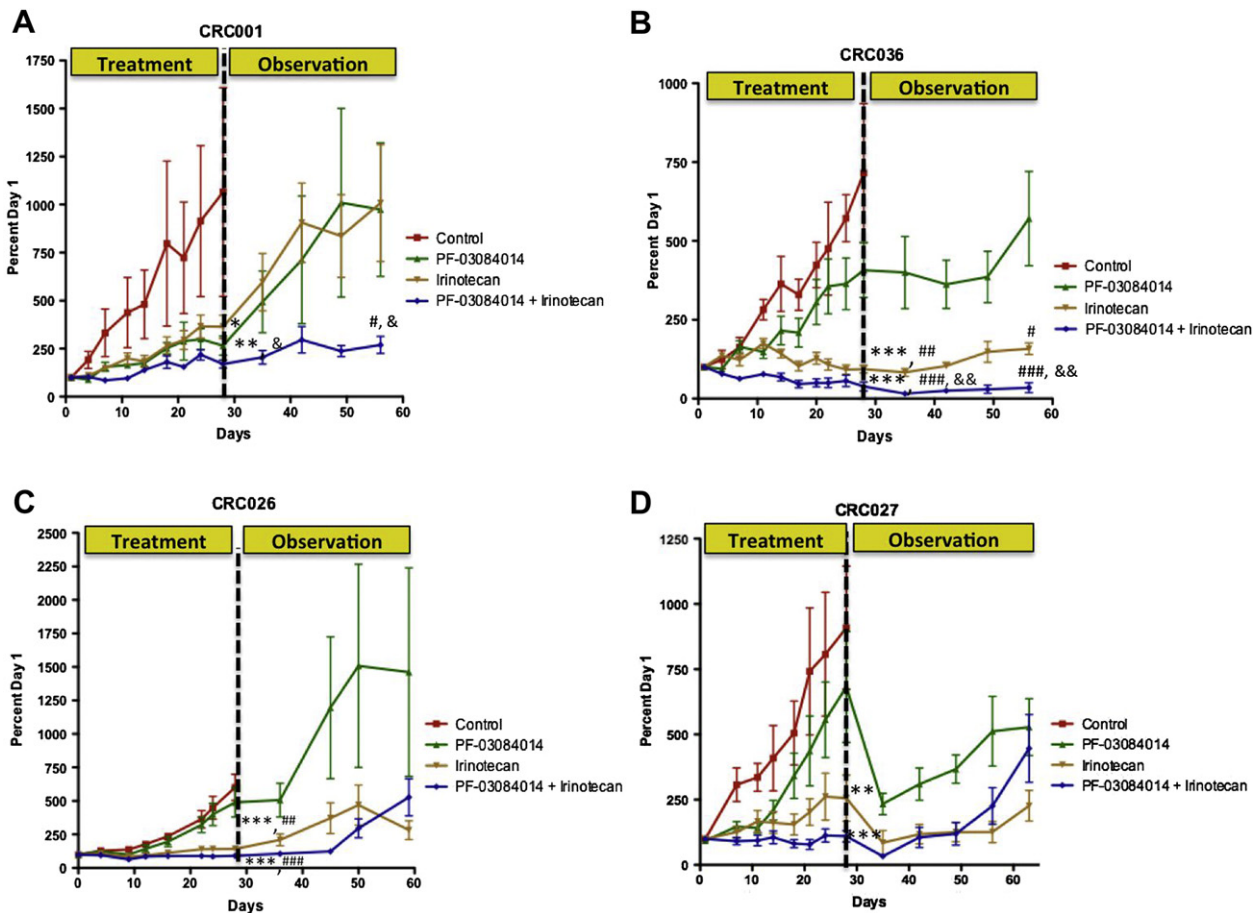 A
CRC001
Treatment Observation
Percent Day 1
1750
1500
1250
1000
750
500
250
0
0 10 20 30 40 50 60
Days
*
**, &
#, &
Control
PF-03084014
Irinotecan
PF-03084014 + Irinotecan
B
CRC036
Treatment Observation
Percent Day 1
1000
750
500
250
0
0 10 20 30 40 50 60
Days
***, ##
***, ###, &&
#
###, &&
Control
PF-03084014
Irinotecan
PF-03084014 + Irinotecan
C
CRC026
Treatment Observation
Percent Day 1
2500
2250
2000
1750
1500
1250
1000
750
500
250
0
0 10 20 30 40 50 60
Days
***, ##
***, ###
Control
PF-03084014
Irinotecan
PF-03084014 + Irinotecan
D
CRC027
Treatment Observation
Percent Day 1
1250
1000
750
500
250
0
0 10 20 30 40 50 60
Days
**
***
Control
PF-03084014
Irinotecan
PF-03084014 + Irinotecan